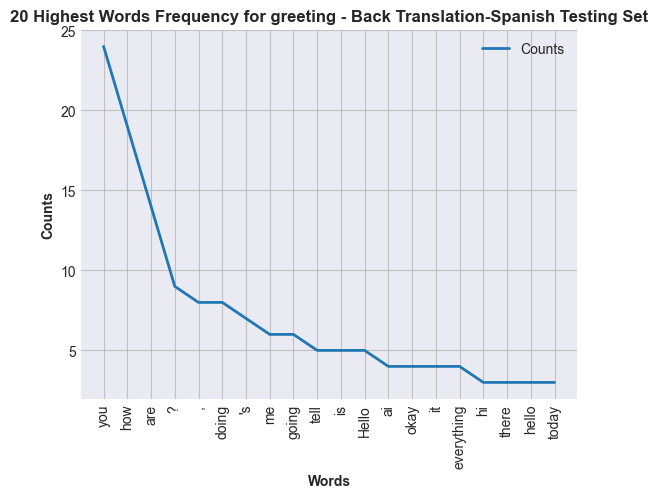 20 Highest Words Frequency for greeting - Back Translation-Spanish Testing Set
Counts
25
20
15
10
5
Counts
you
how
are
?
,
doing
's
me
going
tell
is
Hello
ai
okay
it
everything
hi
there
hello
today
Words